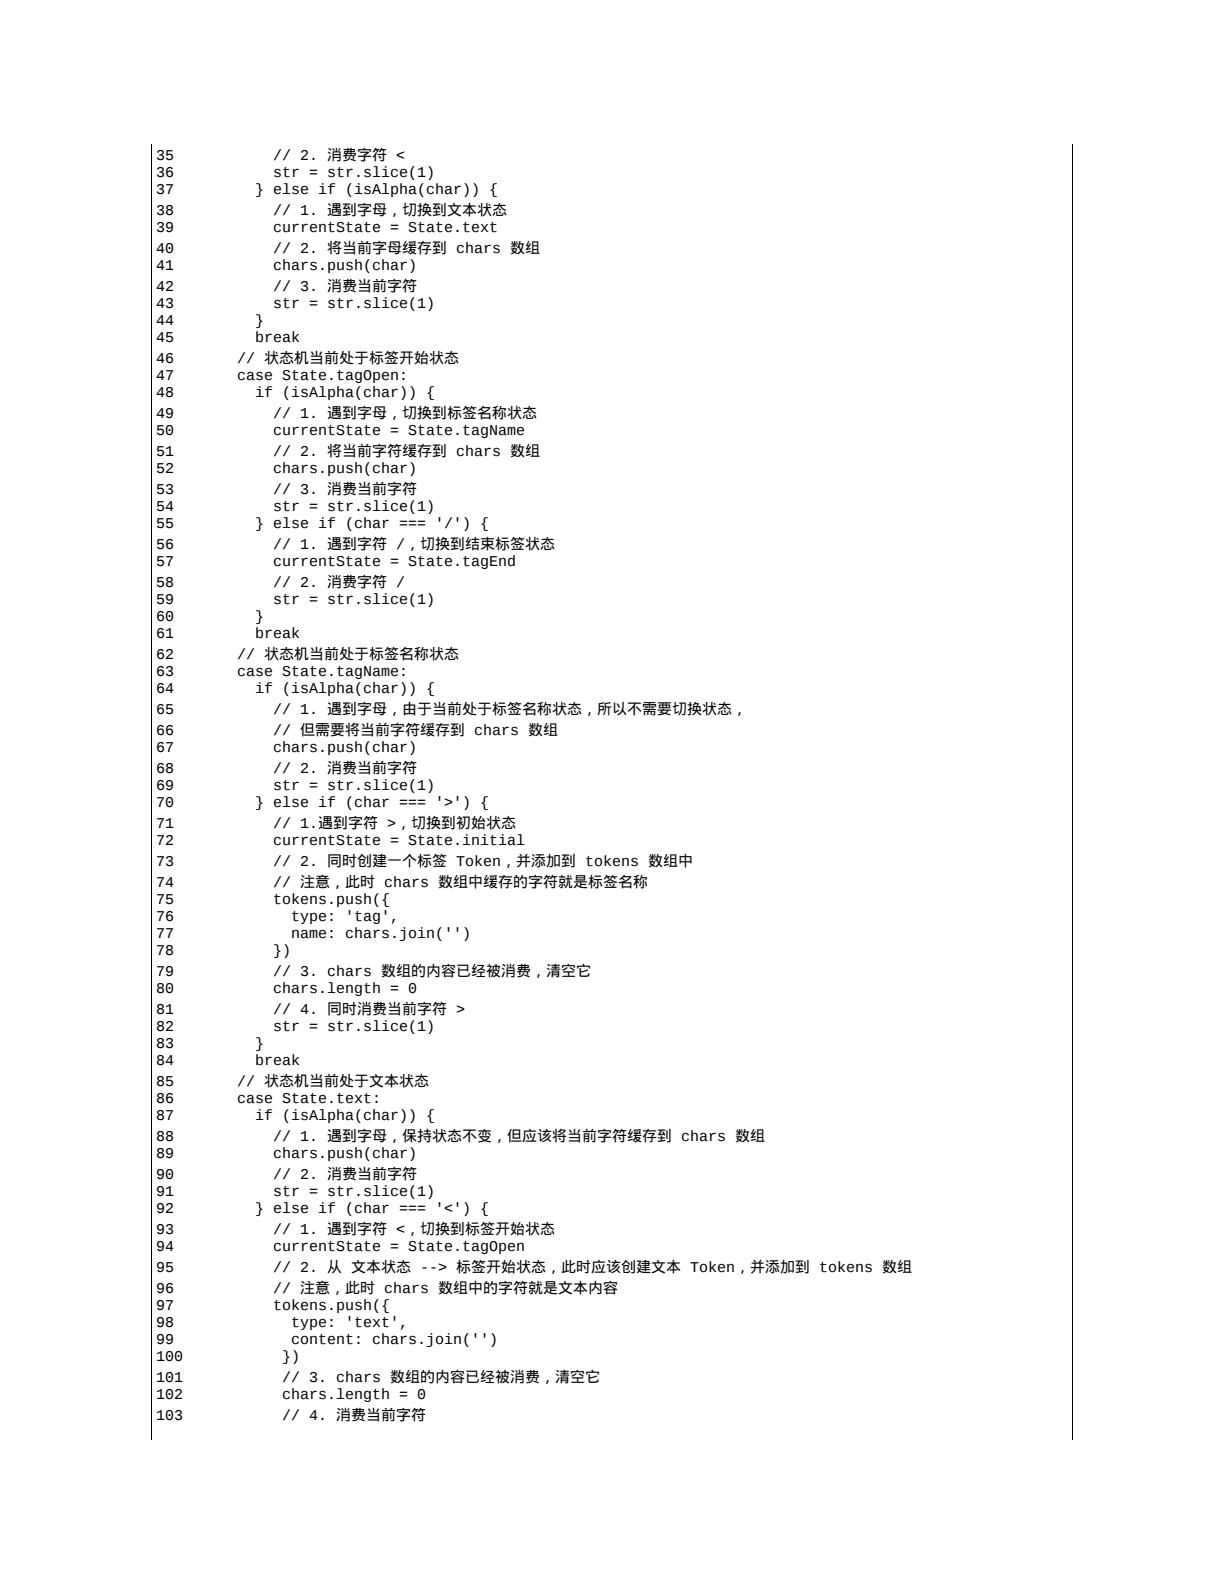 35           // 2. 消费字符 <
36           str = str.slice(1)
37         } else if (isAlpha(char)) {
38           // 1. 遇到字母，切换到文本状态
39           currentState = State.text
40           // 2. 将当前字母缓存到 chars 数组
41           chars.push(char)
42           // 3. 消费当前字符
43           str = str.slice(1)
44         }
45         break
46       // 状态机当前处于标签开始状态
47       case State.tagOpen:
48         if (isAlpha(char)) {
49           // 1. 遇到字母，切换到标签名称状态
50           currentState = State.tagName
51           // 2. 将当前字符缓存到 chars 数组
52           chars.push(char)
53           // 3. 消费当前字符
54           str = str.slice(1)
55         } else if (char === '/') {
56           // 1. 遇到字符 /，切换到结束标签状态
57           currentState = State.tagEnd
58           // 2. 消费字符 /
59           str = str.slice(1)
60         }
61         break
62       // 状态机当前处于标签名称状态
63       case State.tagName:
64         if (isAlpha(char)) {
65           // 1. 遇到字母，由于当前处于标签名称状态，所以不需要切换状态，
66           // 但需要将当前字符缓存到 chars 数组
67           chars.push(char)
68           // 2. 消费当前字符
69           str = str.slice(1)
70         } else if (char === '>') {
71           // 1.遇到字符 >，切换到初始状态
72           currentState = State.initial
73           // 2. 同时创建一个标签 Token，并添加到 tokens 数组中
74           // 注意，此时 chars 数组中缓存的字符就是标签名称
75           tokens.push({
76             type: 'tag',
77             name: chars.join('')
78           })
79           // 3. chars 数组的内容已经被消费，清空它
80           chars.length = 0
81           // 4. 同时消费当前字符 >
82           str = str.slice(1)
83         }
84         break
85       // 状态机当前处于文本状态
86       case State.text:
87         if (isAlpha(char)) {
88           // 1. 遇到字母，保持状态不变，但应该将当前字符缓存到 chars 数组
89           chars.push(char)
90           // 2. 消费当前字符
91           str = str.slice(1)
92         } else if (char === '<') {
93           // 1. 遇到字符 <，切换到标签开始状态
94           currentState = State.tagOpen
95           // 2. 从 文本状态 --> 标签开始状态，此时应该创建文本 Token，并添加到 tokens 数组
96           // 注意，此时 chars 数组中的字符就是文本内容
97           tokens.push({
98             type: 'text',
99             content: chars.join('')
100           })
101           // 3. chars 数组的内容已经被消费，清空它
102           chars.length = 0
103           // 4. 消费当前字符